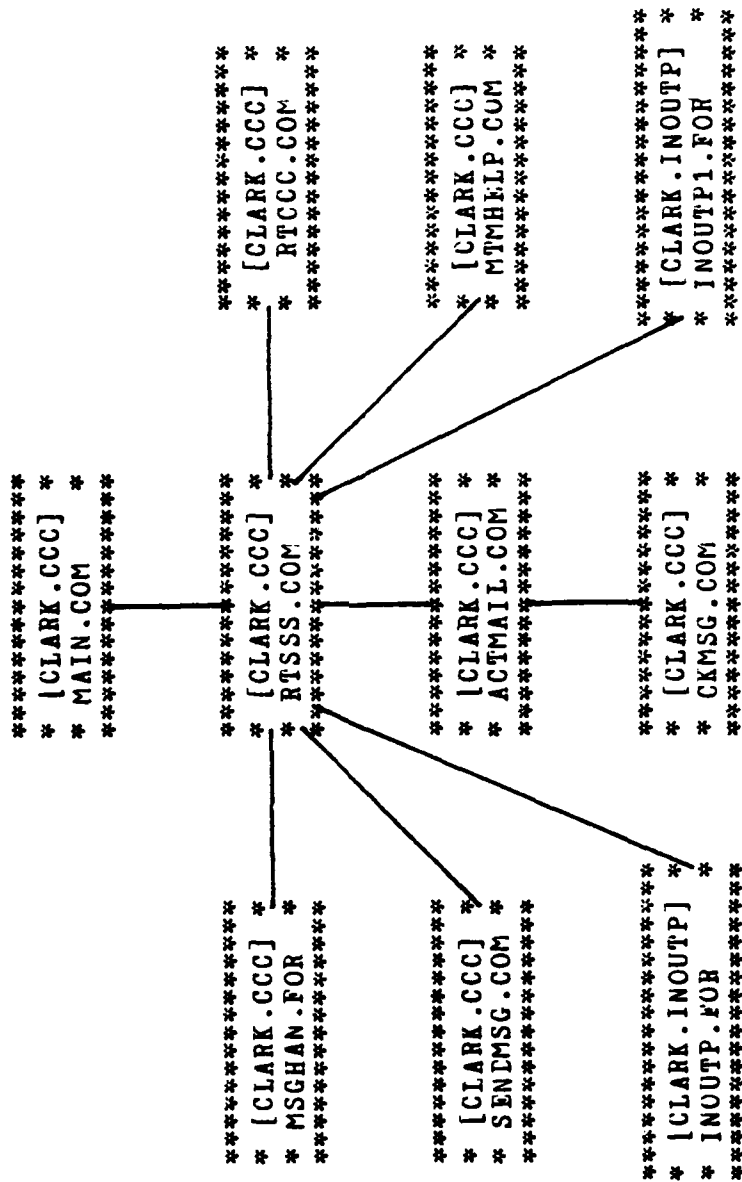 *****************
* [CLARK.CCC] *
* MAIN.COM *
*****************
*****************
* [CLARK.CCC] *
* MSGHAN.FOR *
*****************
*****************
* [CLARK.CCC] *
* RTSSS.COM *
*****************
*****************
* [CLARK.CCC] *
* RTCCC.COM *
*****************
*****************
* [CLARK.CCC] *
* SENDMSG.COM *
*****************
*****************
* [CLARK.CCC] *
* ACTMAIL.COM *
*****************
*****************
* [CLARK.CCC] *
* MTMHELP.COM *
*****************
*******************
* [CLARK.INOUTP] *
* INOUTP.FOR *
*******************
*****************
* [CLARK.CCC] *
* CKMSG.COM *
*****************
*******************
* [CLARK.INOUTP] *
* INOUTP1.FOR *
*******************